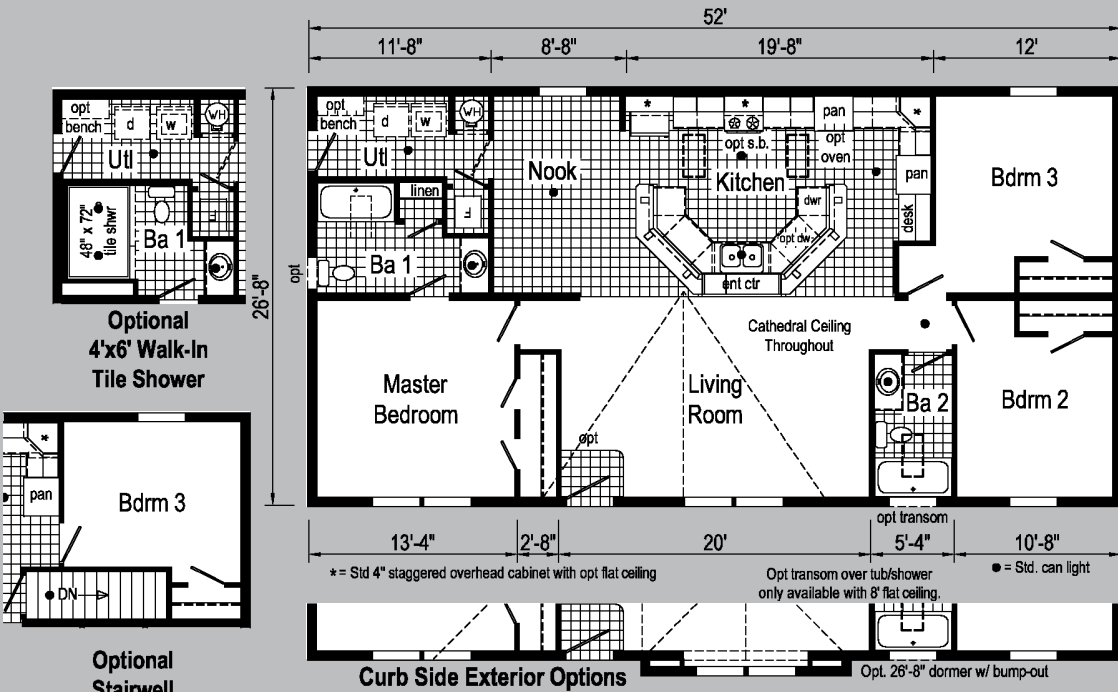 52'
11'-8" 8'-8" 19'-8" 12'
opt
bench
d
w
WH
Utl
48" x 72"
tile shwr
Ba 1
Optional
4'x6' Walk-In
Tile Shower
26'-8"
opt
bench
d
w
WH
Utl
linen
F
Ba 1
opt
Nook
*
*
opt s.b.
Kitchen
pan
opt
oven
*
pan
desk
dwr
opt dw
ent ctr
Bdrm 3
Master
Bedroom
Cathedral Ceiling
Throughout
Living
Room
opt
Ba 2
Bdrm 2
opt transom
*
pan
Bdrm 3
DN
Optional
Stairwell
13'-4" 2'-8" 20' 5'-4" 10'-8"
* = Std 4" staggered overhead cabinet with opt flat ceiling
Opt transom over tub/shower
only available with 8' flat ceiling.
● = Std. can light
Curb Side Exterior Options
Opt. 26'-8" dormer w/ bump-out